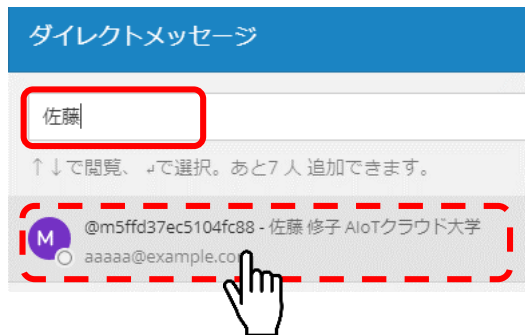 ダイレクトメッセージ
佐藤
↑↓で閲覧、↵で選択。あと7 人 追加できます。
M
@m5ffd37ec5104fc88 - 佐藤 修子 AIoTクラウド大学
aaaaa@example.com